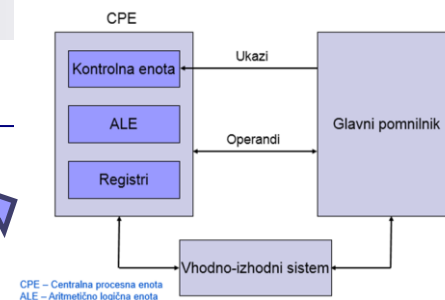 CPE
Kontrolna enota
ALE
Registri
Ukazi
Operandi
Glavni pomnilnik
Vhodno-izhodni sistem
CPE – Centralna procesna enota
ALE – Aritmetično logična enota